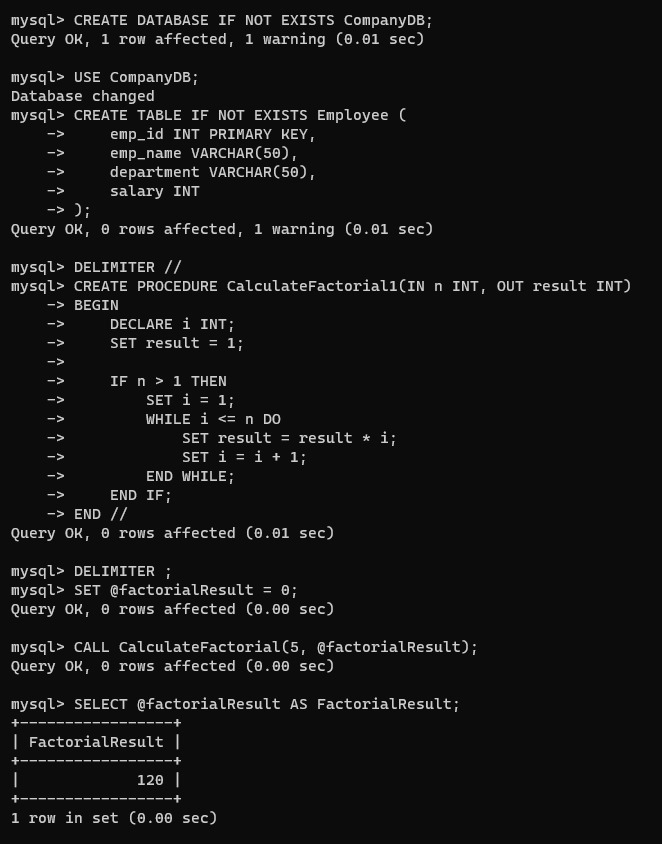 mysql> CREATE DATABASE IF NOT EXISTS CompanyDB;
Query OK, 1 row affected, 1 warning (0.01 sec)

mysql> USE CompanyDB;
Database changed
mysql> CREATE TABLE IF NOT EXISTS Employee (
    ->     emp_id INT PRIMARY KEY,
    ->     emp_name VARCHAR(50),
    ->     department VARCHAR(50),
    ->     salary INT
    -> );
Query OK, 0 rows affected, 1 warning (0.01 sec)

mysql> DELIMITER //
mysql> CREATE PROCEDURE CalculateFactorial1(IN n INT, OUT result INT)
    -> BEGIN
    ->     DECLARE i INT;
    ->     SET result = 1;
    ->
    ->     IF n > 1 THEN
    ->         SET i = 1;
    ->         WHILE i <= n DO
    ->             SET result = result * i;
    ->             SET i = i + 1;
    ->         END WHILE;
    ->     END IF;
    -> END //
Query OK, 0 rows affected (0.01 sec)

mysql> DELIMITER ;
mysql> SET @factorialResult = 0;
Query OK, 0 rows affected (0.00 sec)

mysql> CALL CalculateFactorial(5, @factorialResult);
Query OK, 0 rows affected (0.00 sec)

mysql> SELECT @factorialResult AS FactorialResult;
+-----------------+
| FactorialResult |
+-----------------+
|             120 |
+-----------------+
1 row in set (0.00 sec)